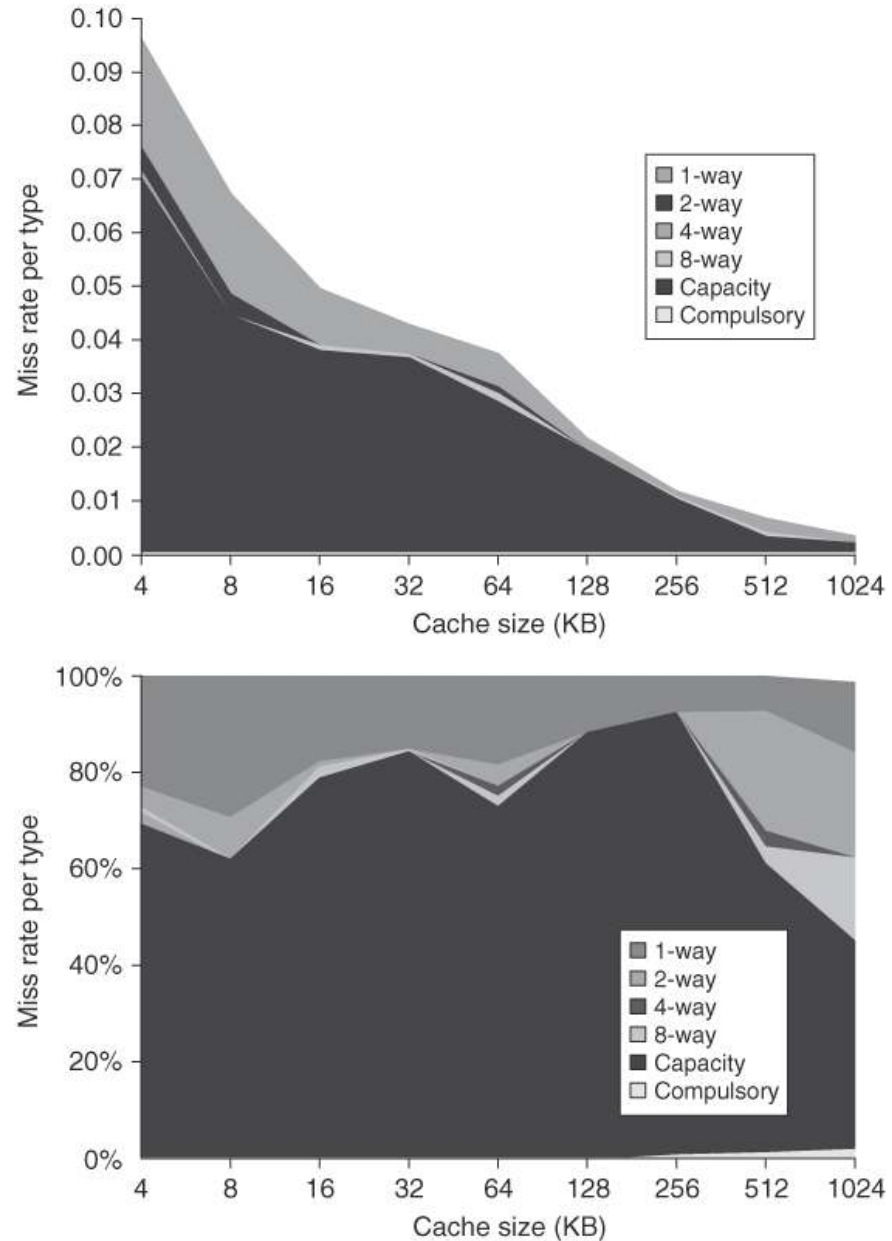 0.10
0.09
0.08
0.07
0.06
0.05
0.04
0.03
0.02
0.01
0.00
Miss rate per type
1-way
2-way
4-way
8-way
Capacity
Compulsory
4 8 16 32 64 128 256 512 1024
Cache size (KB)
100%
80%
60%
40%
20%
0%
Miss rate per type
1-way
2-way
4-way
8-way
Capacity
Compulsory
4 8 16 32 64 128 256 512 1024
Cache size (KB)